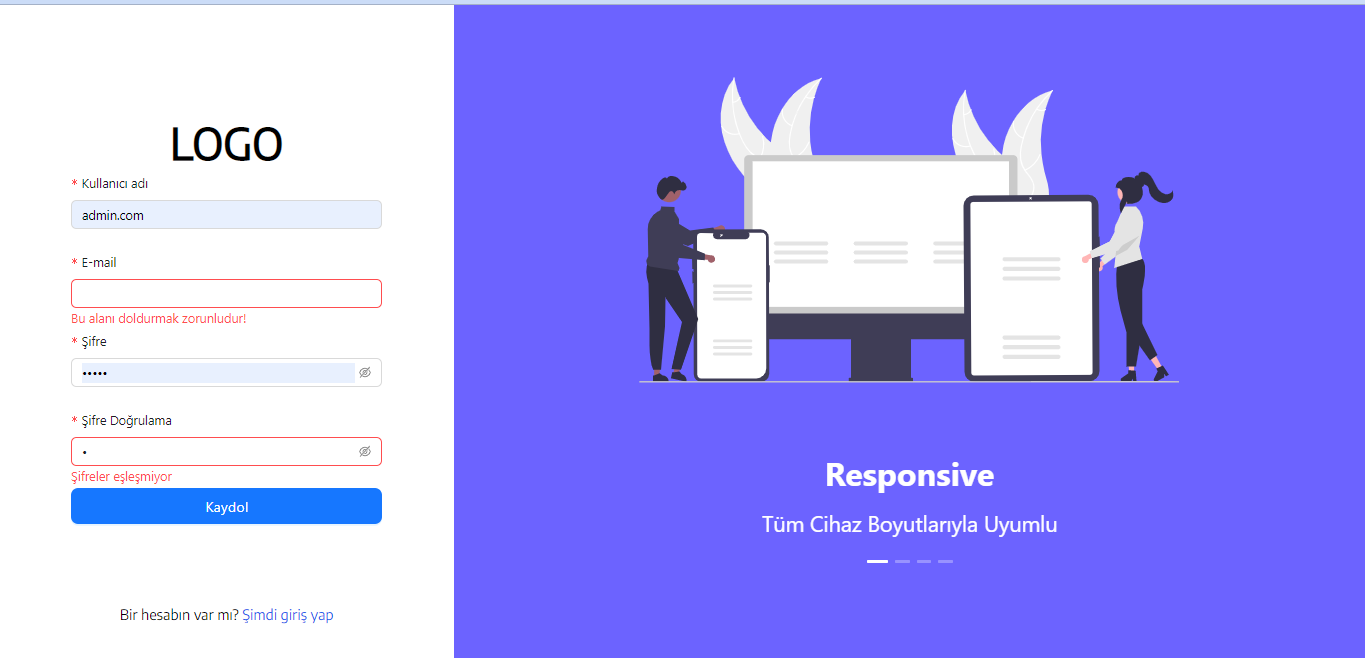 LOGO
* Kullanıcı adı
admin.com
* E-mail
Bu alanı doldurmak zorunludur!
* Şifre
•••••
* Şifre Doğrulama
•
Şifreler eşleşmiyor
Kaydol
Bir hesabın var mı? Şimdi giriş yap
Responsive
Tüm Cihaz Boyutlarıyla Uyumlu